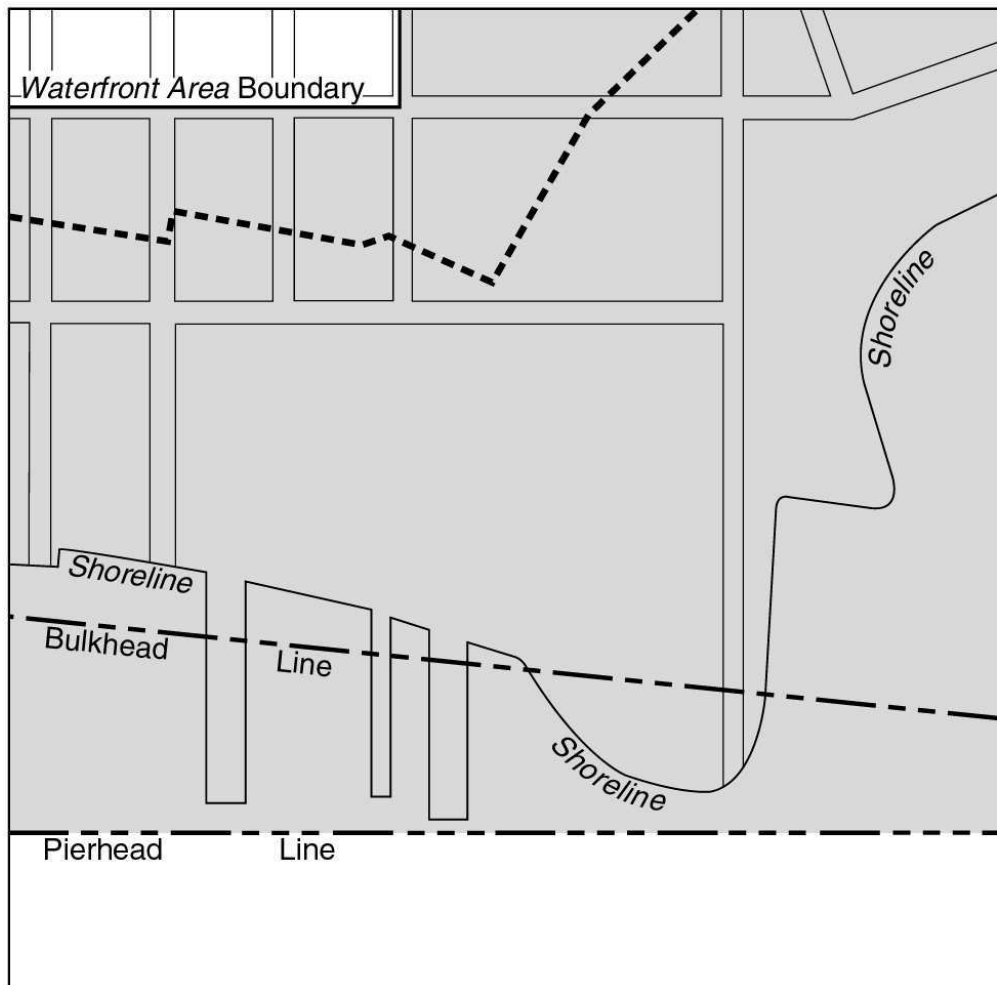 Waterfront Area Boundary
Shoreline
Shoreline
Bulkhead Line
Shoreline
Pierhead Line